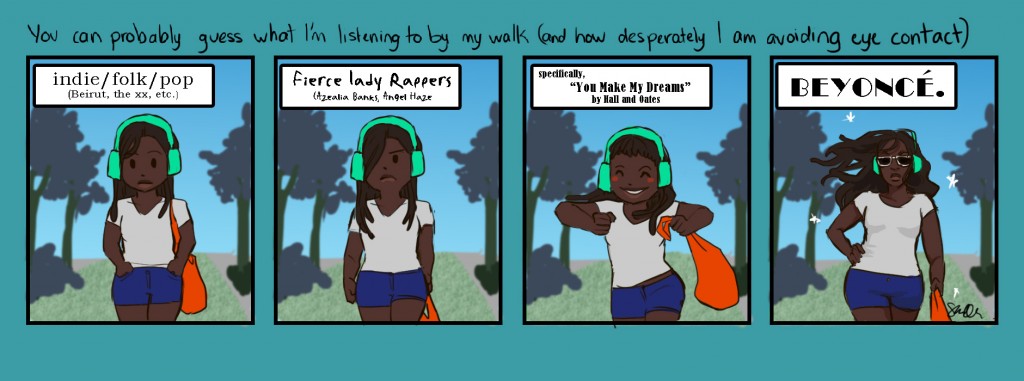 You can probably guess what I'm listening to by my walk (and how desperately I am avoiding eye contact)
indie/folk/pop
(Beirut, the xx, etc.)
Fierce lady Rappers
(Azealia Banks, Angel Haze
specifically,
"You Make My Dreams"
by Hall and Oates
BEYONCÉ.